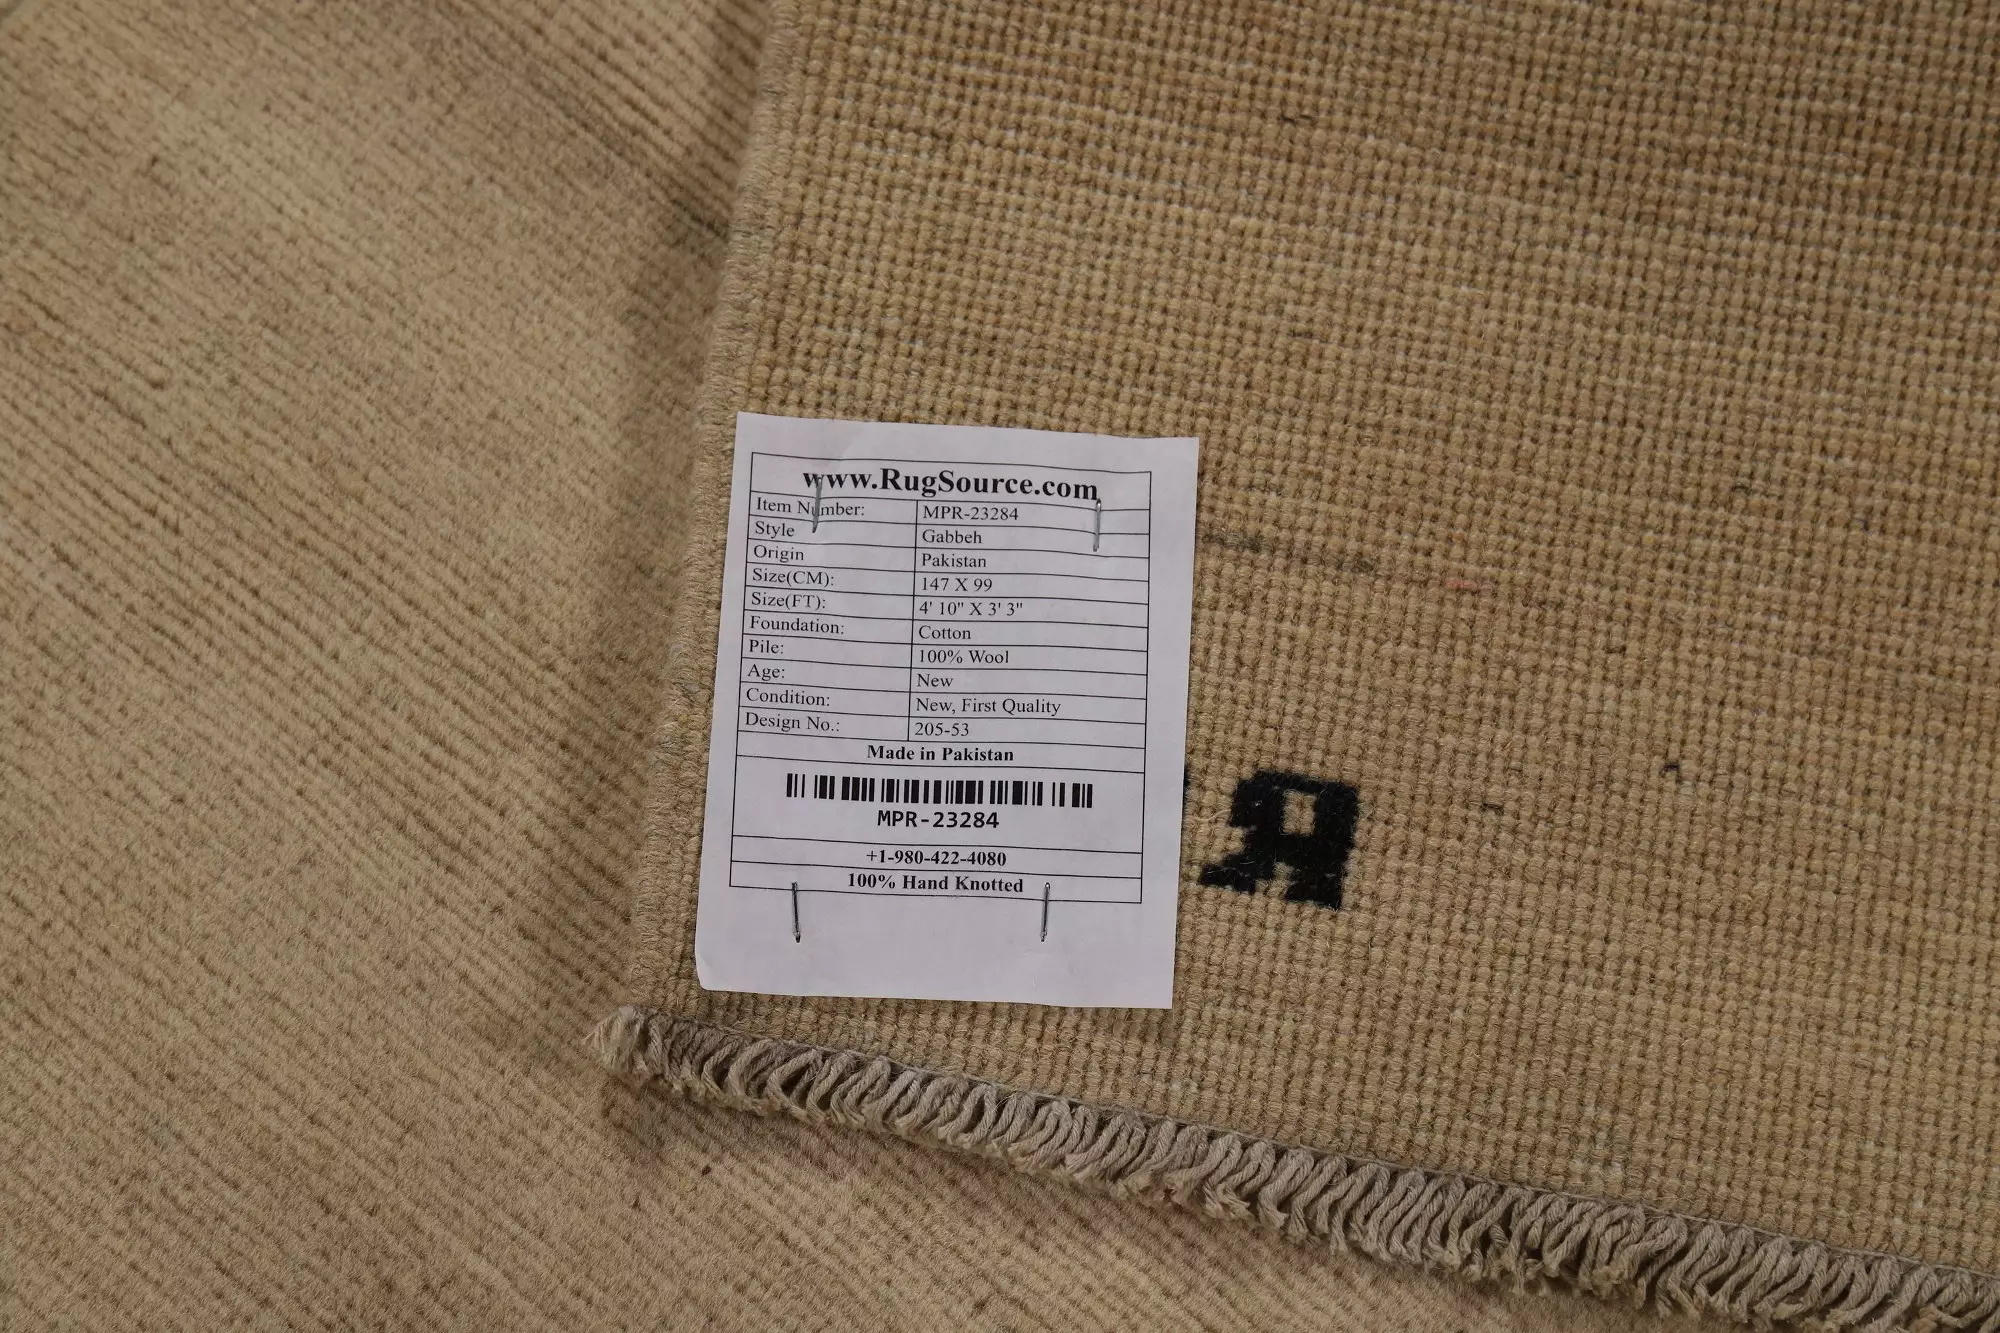 www.RugSource.com
Item Number: MPR-23284
Style Gabbeh
Origin Pakistan
Size(CM): 147 X 99
Size(FT): 4' 10" X 3' 3"
Foundation: Cotton
Pile: 100% Wool
Age: New
Condition: New, First Quality
Design No.: 205-53
Made in Pakistan
MPR-23284
+1-980-422-4080
100% Hand Knotted